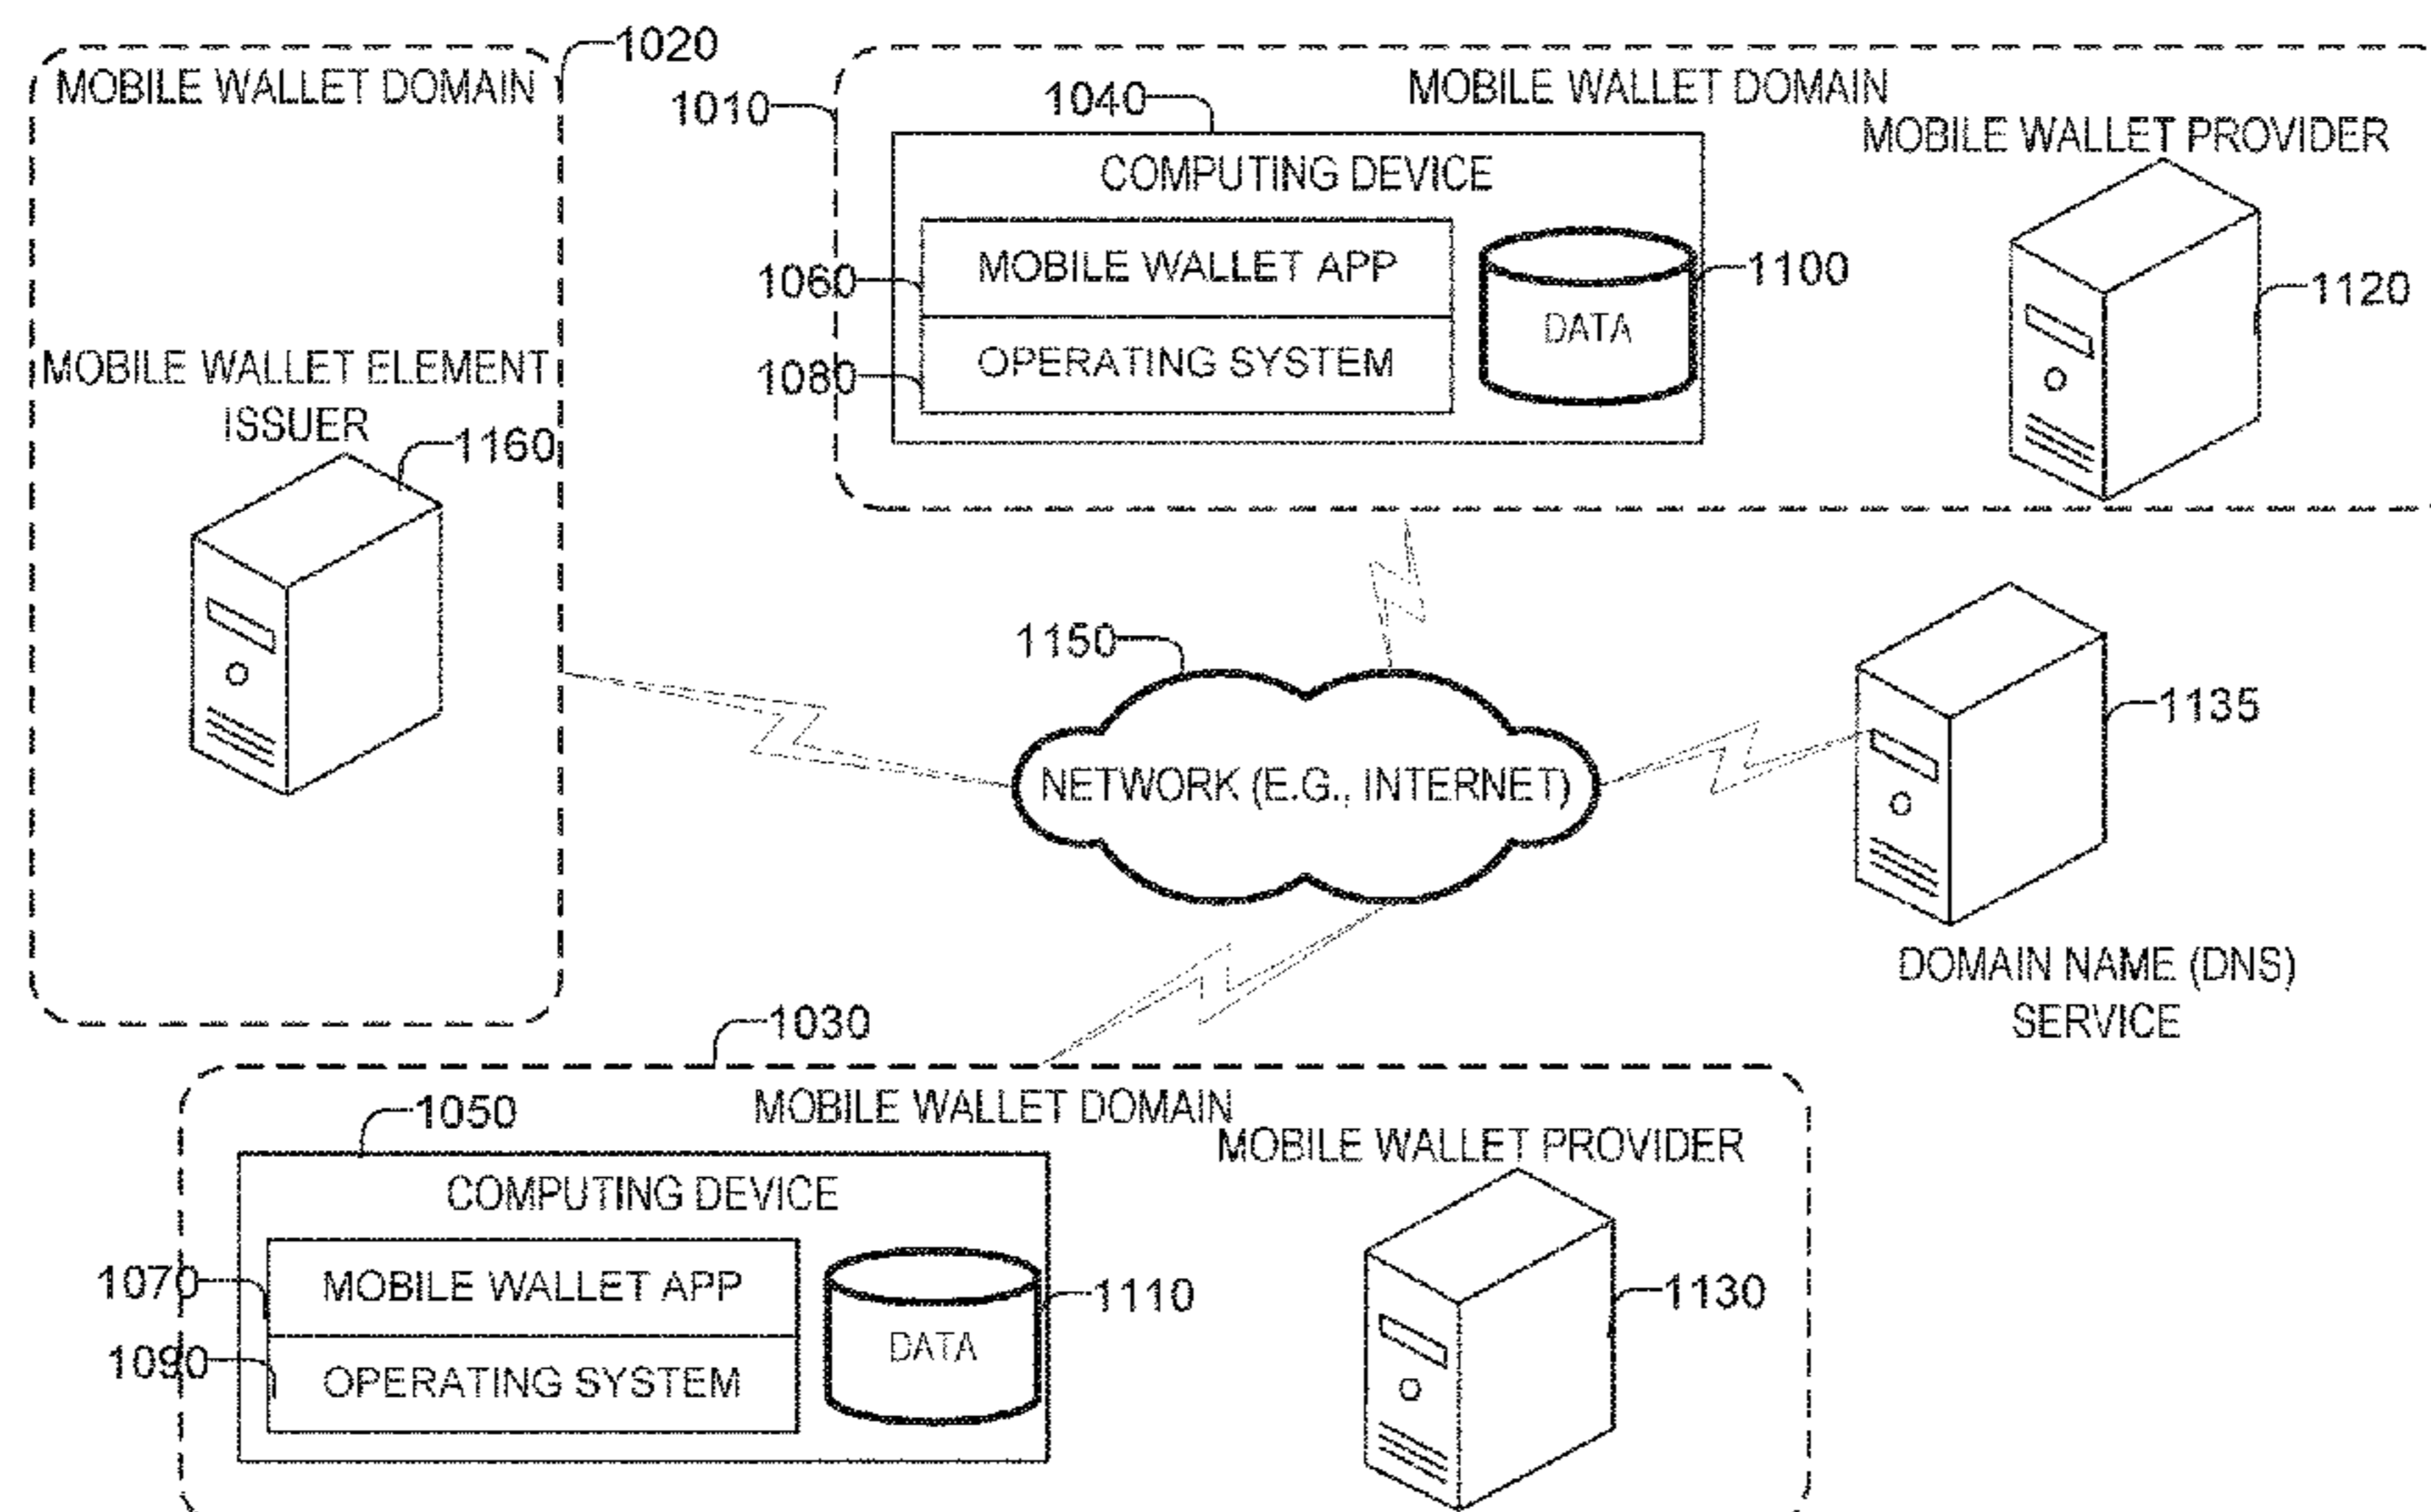 1020
MOBILE WALLET DOMAIN
MOBILE WALLET ELEMENT
ISSUER
1160
1010
1040
MOBILE WALLET DOMAIN
MOBILE WALLET PROVIDER
COMPUTING DEVICE
1060
MOBILE WALLET APP
1100
1120
DATA
1080
OPERATING SYSTEM
1150
NETWORK (E.G., INTERNET)
1135
DOMAIN NAME (DNS)
SERVICE
1030
MOBILE WALLET DOMAIN
1050
MOBILE WALLET PROVIDER
COMPUTING DEVICE
1070
MOBILE WALLET APP
1110
1130
DATA
1090
OPERATING SYSTEM